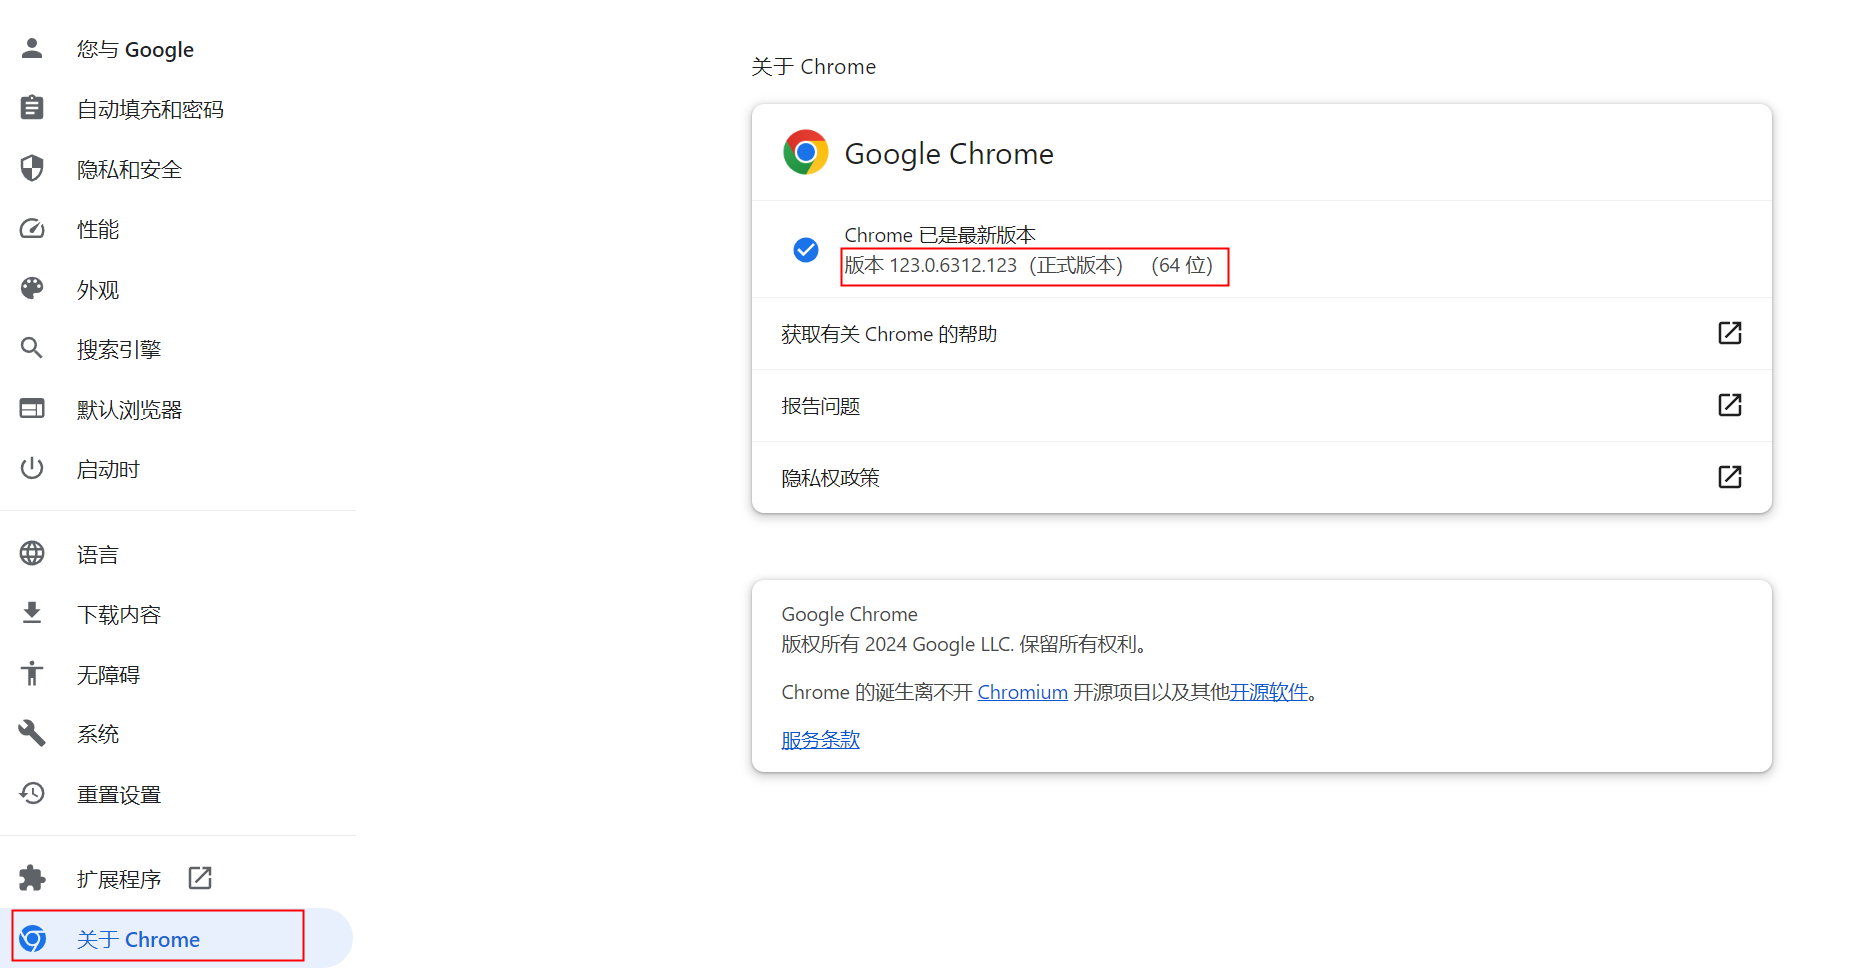 您与 Google
自动填充和密码
隐私和安全
性能
外观
搜索引擎
默认浏览器
启动时
语言
下载内容
无障碍
系统
重置设置
扩展程序
关于 Chrome
关于 Chrome
Google Chrome
Chrome 已是最新版本
版本 123.0.6312.123（正式版本） （64 位）
获取有关 Chrome 的帮助
报告问题
隐私权政策
Google Chrome
版权所有 2024 Google LLC. 保留所有权利。
Chrome 的诞生离不开 Chromium 开源项目以及其他开源软件。
服务条款